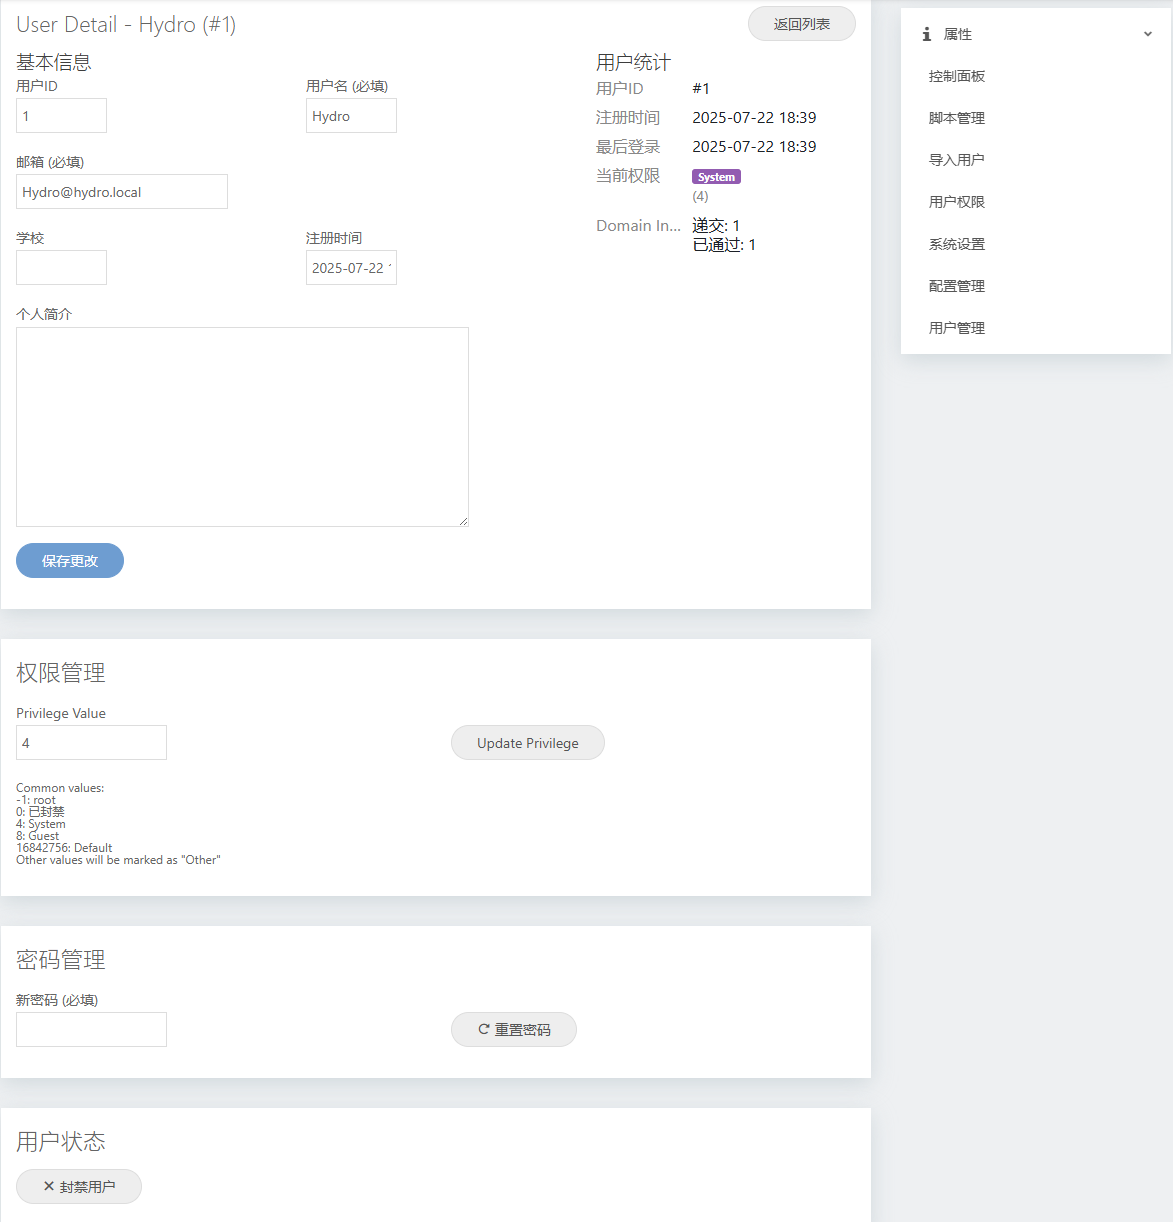 User Detail - Hydro (#1)
返回列表
基本信息
用户ID
1
用户名 (必填)
Hydro
邮箱 (必填)
Hydro@hydro.local
学校
注册时间
2025-07-22
个人简介
保存更改
用户统计
用户ID #1
注册时间 2025-07-22 18:39
最后登录 2025-07-22 18:39
当前权限 System
(4)
Domain In... 递交: 1
已通过: 1
权限管理
Privilege Value
4
Update Privilege
Common values:
-1: root
0: 已封禁
4: System
8: Guest
16842756: Default
Other values will be marked as "Other"
密码管理
新密码 (必填)
重置密码
用户状态
封禁用户
属性
控制面板
脚本管理
导入用户
用户权限
系统设置
配置管理
用户管理